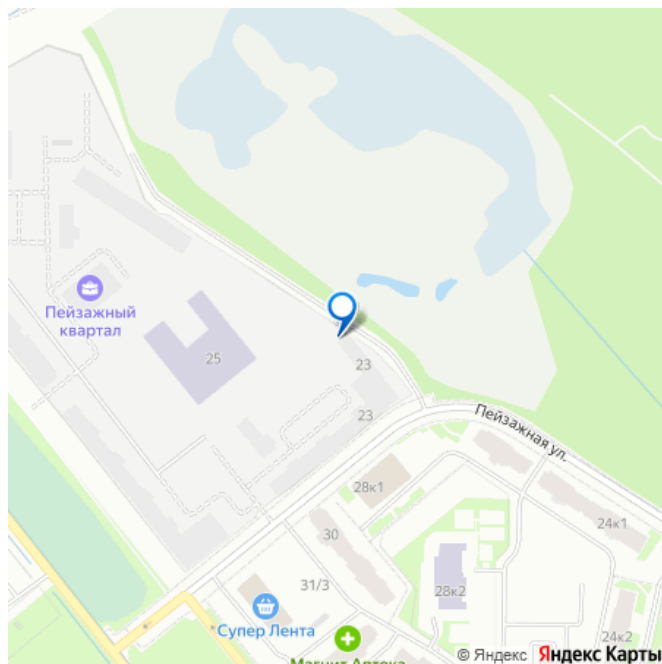 Пейзажный
квартал
25
23
23
Пейзажная ул.
28к1
30
24к1
31/3
28к2
Супер Лента
24к2
Магнит Аптека
© Яндекс Яндекс Карты